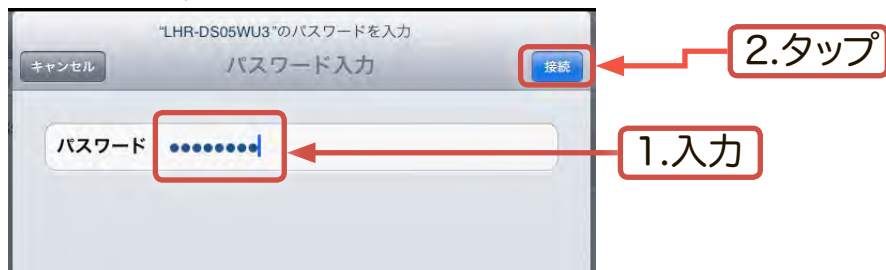 "LHR-DS05WU3"のパスワードを入力
キャンセル
パスワード入力
接続
2.タップ
パスワード ••••••••
1.入力